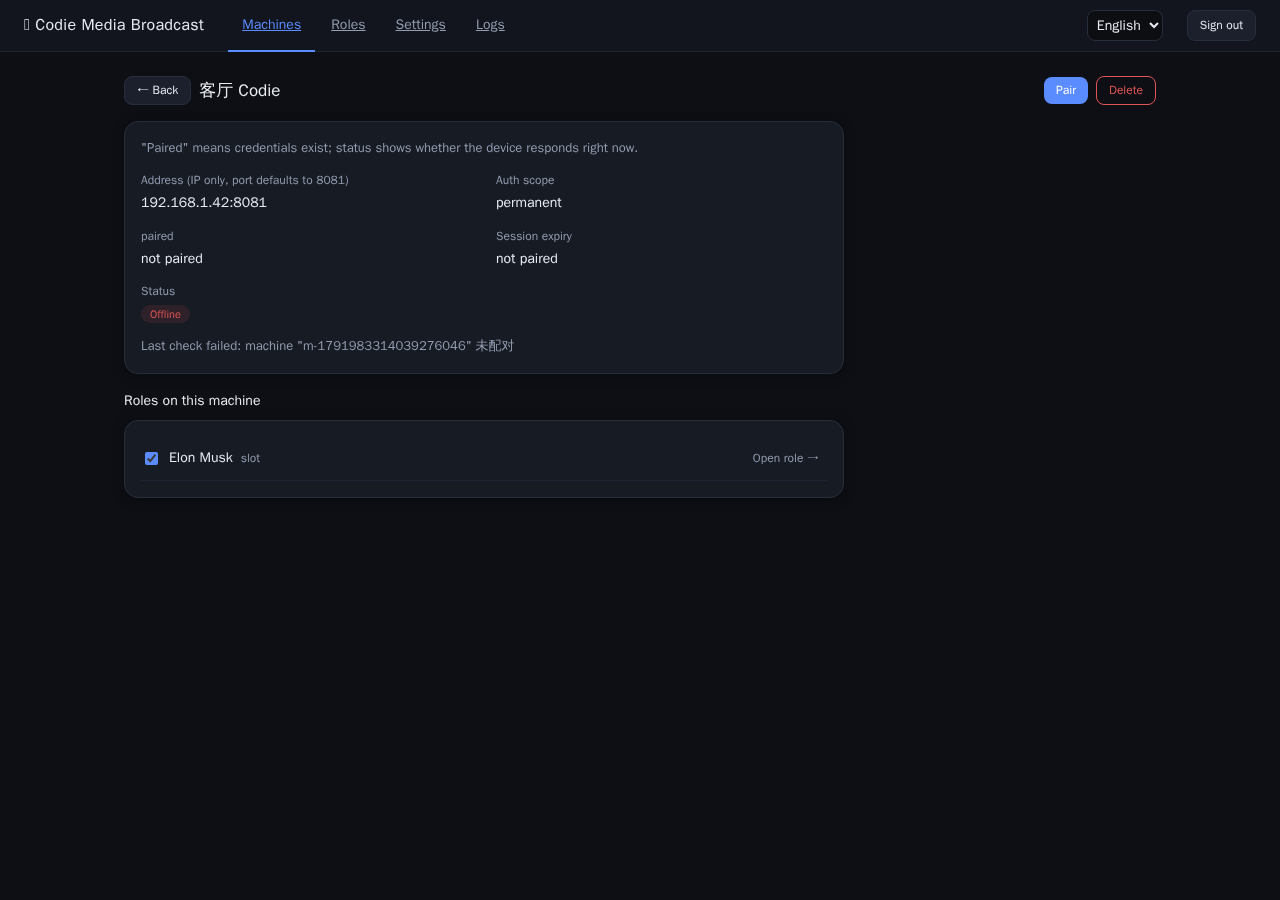 Codie Media Broadcast Machines Roles Settings Logs English Sign out
← Back 客厅 Codie Pair Delete
"Paired" means credentials exist; status shows whether the device responds right now.
Address (IP only, port defaults to 8081) Auth scope
192.168.1.42:8081 permanent
paired Session expiry
not paired not paired
Status
Offline
Last check failed: machine "m-1791983314039276046" 未配对
Roles on this machine
Elon Musk slot Open role →